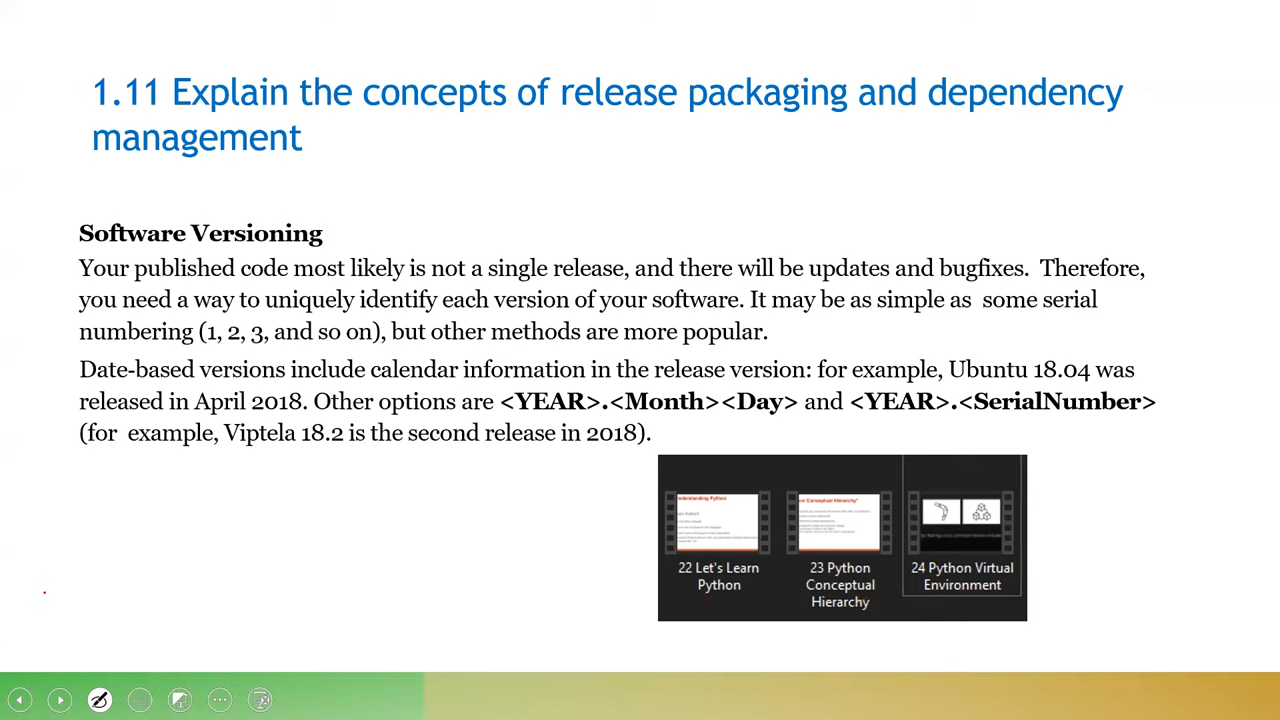 1.11 Explain the concepts of release packaging and dependency
management
Software Versioning
Your published code most likely is not a single release, and there will be updates and bugfixes. Therefore,
you need a way to uniquely identify each version of your software. It may be as simple as some serial
numbering (1, 2, 3, and so on), but other methods are more popular.
Date-based versions include calendar information in the release version: for example, Ubuntu 18.04 was
released in April 2018. Other options are <YEAR>.<Month><Day> and <YEAR>.<SerialNumber>
(for example, Viptela 18.2 is the second release in 2018).
22 Let's Learn
Python
23 Python
Conceptual
Hierarchy
24 Python Virtual
Environment